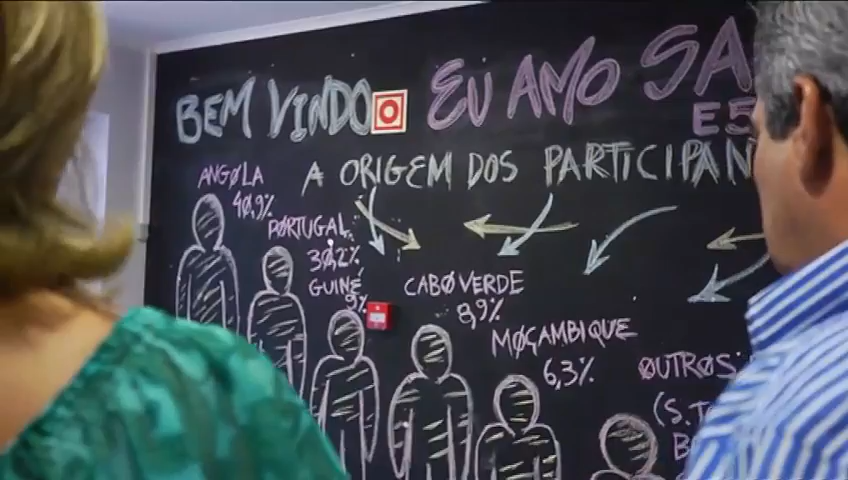 BEM VINDO
EU AMO SA
ES
A ORIGEM DOS PARTICIPAN
ANGOLA
40,9%
PORTUGAL
30,2%
GUINÉ
9%
CABO VERDE
8,9%
MOÇAMBIQUE
6,3%
OUTROS
(S.T